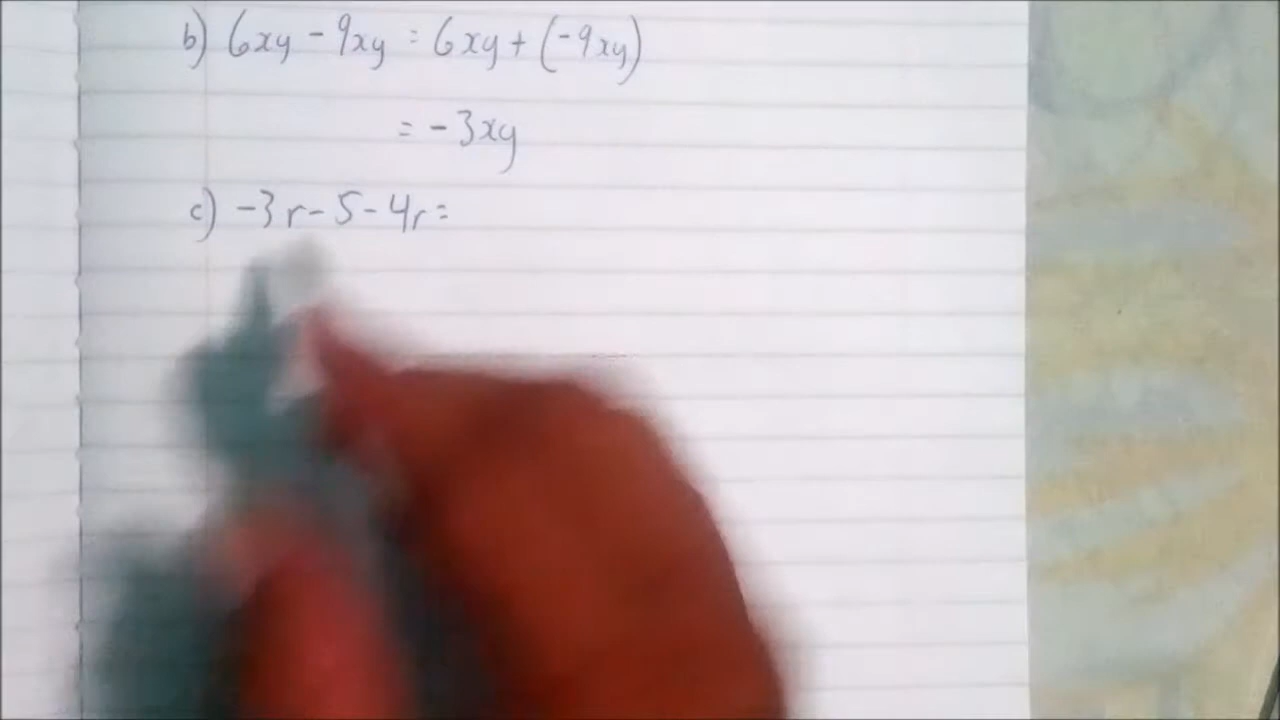 b) 6xy - 9xy = 6xy + (-9xy)
= -3xy
c) -3r - 5 - 4r =